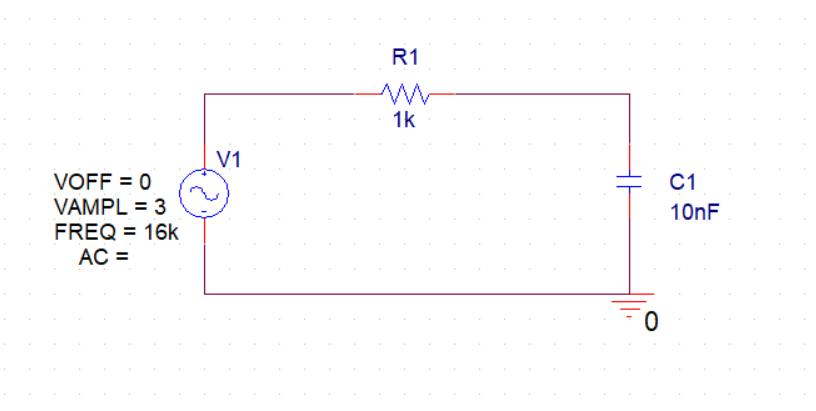 R1
1k
V1
VOFF = 0
VAMPL = 3
FREQ = 16k
AC =
C1
10nF
0